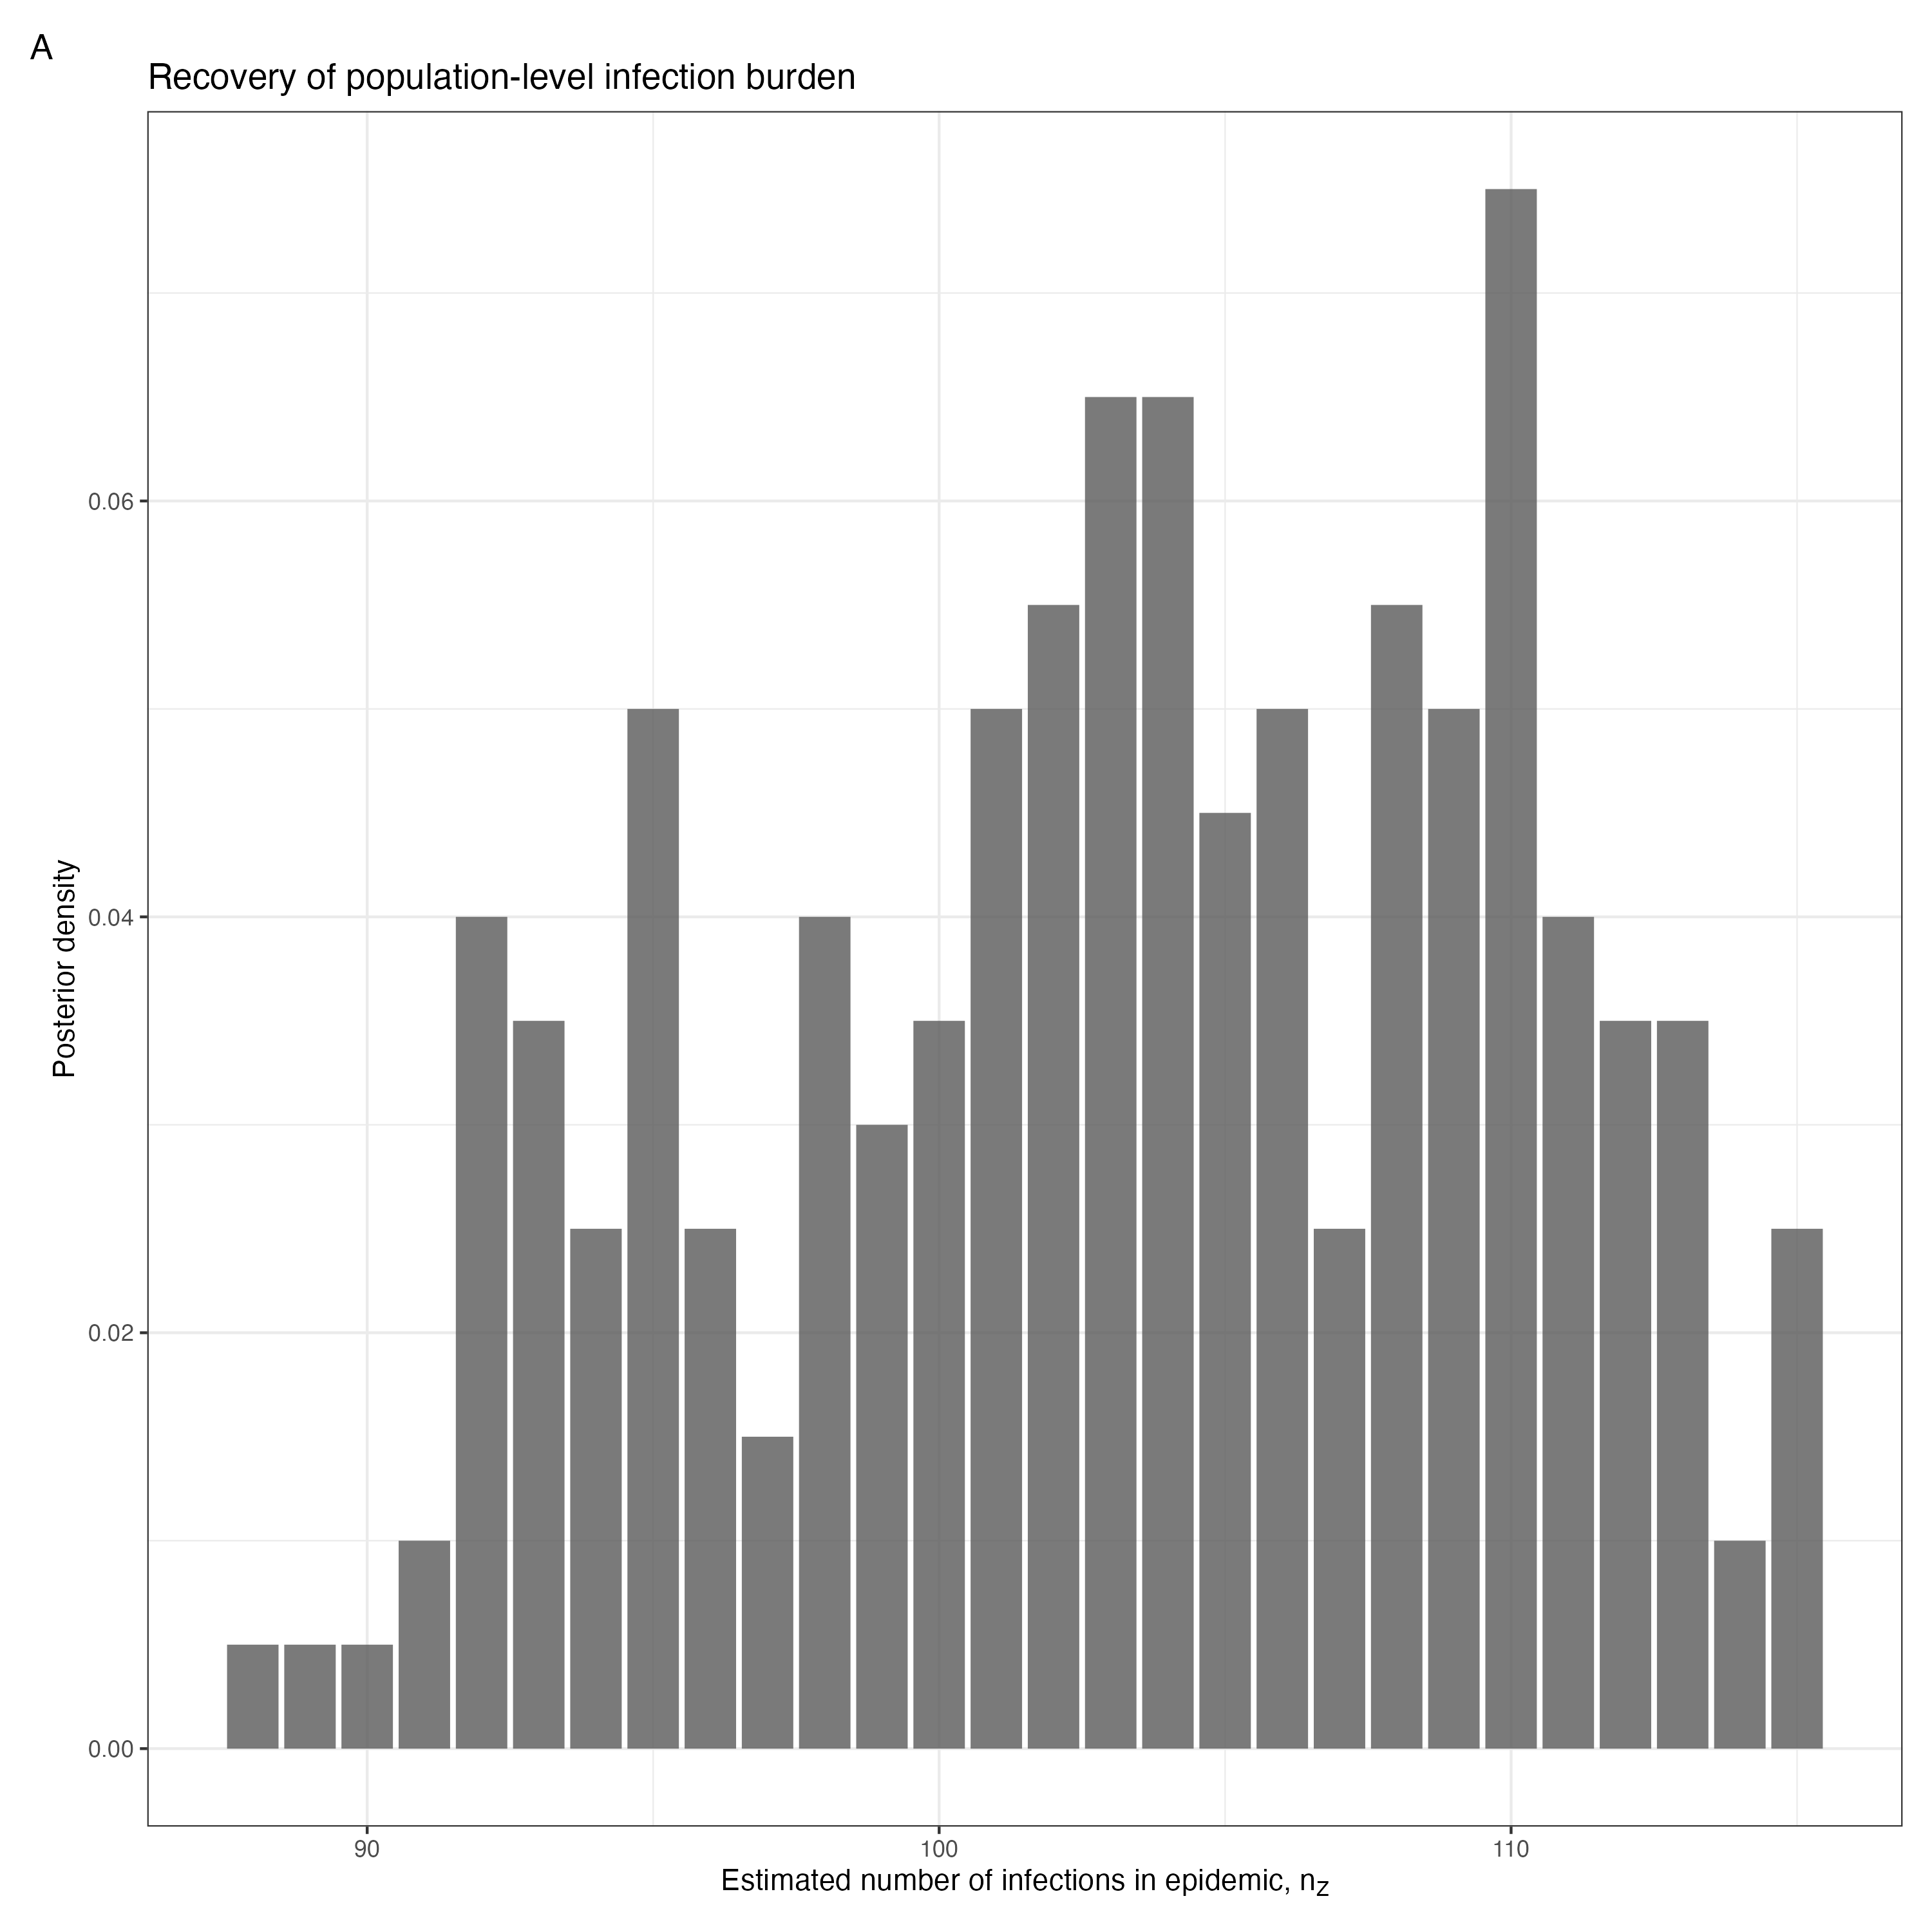 A
Recovery of population-level infection burden
Posterior density
0.06
0.04
0.02
0.00
90
100
110
Estimated number of infections in epidemic, nz